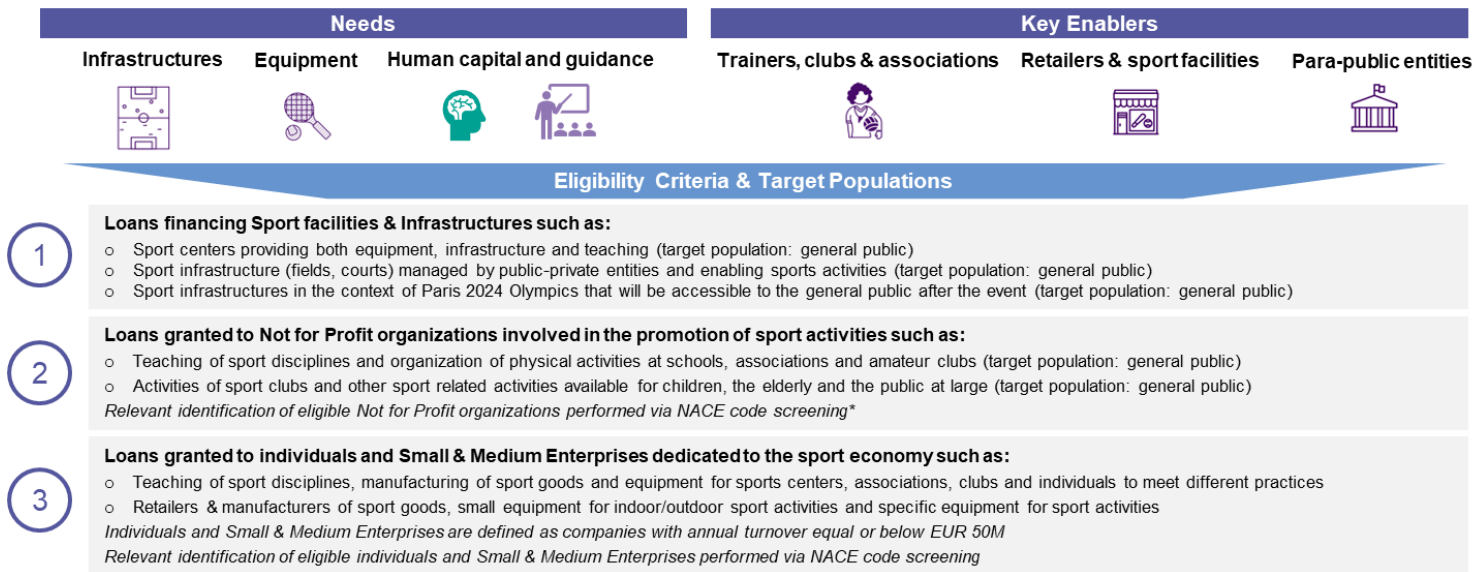 Needs
Key Enablers
Infrastructures
Equipment
Human capital and guidance
Trainers, clubs & associations
Retailers & sport facilities
Para-public entities
Eligibility Criteria & Target Populations
1
Loans financing Sport facilities & Infrastructures such as:
o Sport centers providing both equipment, infrastructure and teaching (target population: general public)
o Sport infrastructure (fields, courts) managed by public-private entities and enabling sports activities (target population: general public)
o Sport infrastructures in the context of Paris 2024 Olympics that will be accessible to the general public after the event (target population: general public)
2
Loans granted to Not for Profit organizations involved in the promotion of sport activities such as:
o Teaching of sport disciplines and organization of physical activities at schools, associations and amateur clubs (target population: general public)
o Activities of sport clubs and other sport related activities available for children, the elderly and the public at large (target population: general public)
Relevant identification of eligible Not for Profit organizations performed via NACE code screening*
3
Loans granted to individuals and Small & Medium Enterprises dedicated to the sport economy such as:
o Teaching of sport disciplines, manufacturing of sport goods and equipment for sports centers, associations, clubs and individuals to meet different practices
o Retailers & manufacturers of sport goods, small equipment for indoor/outdoor sport activities and specific equipment for sport activities
Individuals and Small & Medium Enterprises are defined as companies with annual turnover equal or below EUR 50M
Relevant identification of eligible individuals and Small & Medium Enterprises performed via NACE code screening